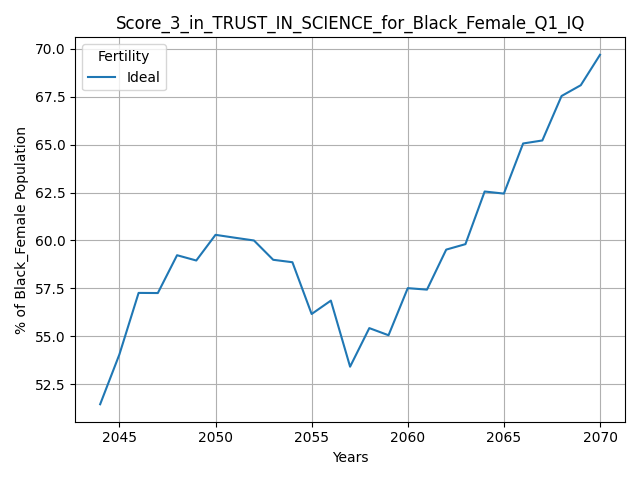 Score_3_in_TRUST_IN_SCIENCE_for_Black_Female_Q1_IQ
Fertility
Ideal
% of Black_Female Population
70.0
67.5
65.0
62.5
60.0
57.5
55.0
52.5
2045 2050 2055 2060 2065 2070
Years